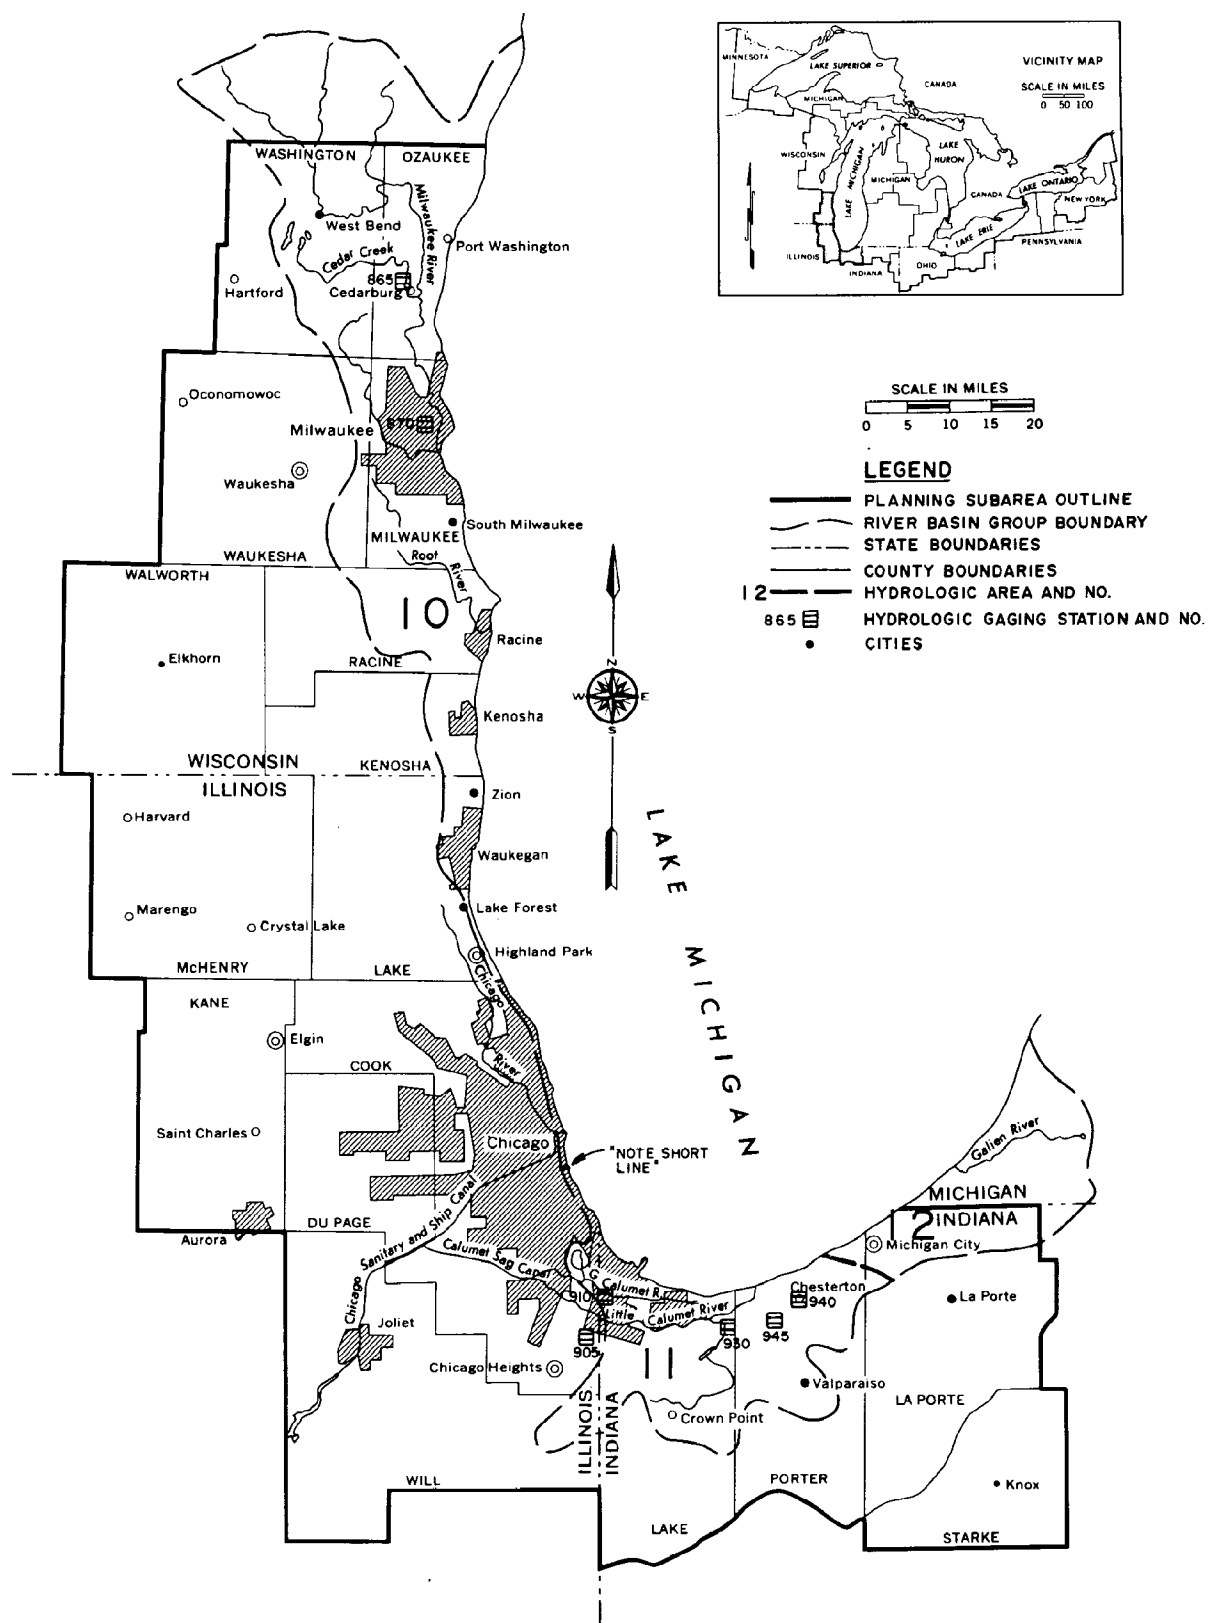 VICINITY MAP
SCALE IN MILES
0 50 100
MINNESOTA
LAKE SUPERIOR
CANADA
MICHIGAN
WISCONSIN
LAKE MICHIGAN
MICHIGAN
LAKE
HURON
CANADA
LAKE ONTARIO
NEW YORK
LAKE ERIE
PENNSYLVANIA
ILLINOIS
INDIANA
OHIO
WASHINGTON
OZAUKEE
Milwaukee River
West Bend
Port Washington
Cedar Creek
865
Hartford
Cedarburg
Oconomowoc
Milwaukee
870
Waukesha
South Milwaukee
MILWAUKEE
WAUKESHA
Root
River
WALWORTH
10
Racine
Elkhorn
RACINE
Kenosha
WISCONSIN
KENOSHA
ILLINOIS
Zion
Harvard
Waukegan
Marengo
Lake Forest
Crystal Lake
Highland Park
McHENRY
LAKE
Chicago
KANE
Elgin
River
COOK
Saint Charles
Chicago
"NOTE SHORT
LINE"
DU PAGE
Aurora
Chicago Sanitary and Ship Canal
Calumet Sag Canal
G. Calumet R.
910
Little Calumet River
Joliet
905
930
945
940
Chesterton
Chicago Heights
11
Valparaiso
Crown Point
ILLINOIS
INDIANA
WILL
LAKE
PORTER
LA PORTE
La Porte
Knox
STARKE
Michigan City
12
MICHIGAN
INDIANA
Galien River
LAKE MICHIGAN
N
W E
S
SCALE IN MILES
0 5 10 15 20
LEGEND
PLANNING SUBAREA OUTLINE
RIVER BASIN GROUP BOUNDARY
STATE BOUNDARIES
COUNTY BOUNDARIES
12 HYDROLOGIC AREA AND NO.
865 HYDROLOGIC GAGING STATION AND NO.
CITIES